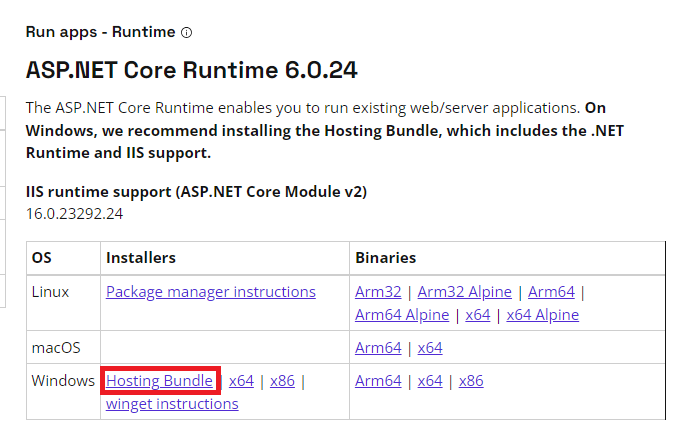 Run apps - Runtime
ASP.NET Core Runtime 6.0.24
The ASP.NET Core Runtime enables you to run existing web/server applications. On
Windows, we recommend installing the Hosting Bundle, which includes the .NET
Runtime and IIS support.
IIS runtime support (ASP.NET Core Module v2)
16.0.23292.24
OS Installers Binaries
Linux Package manager instructions Arm32 | Arm32 Alpine | Arm64 |
Arm64 Alpine | x64 | x64 Alpine
macOS Arm64 | x64
Windows Hosting Bundle | x64 | x86 | Arm64 | x64 | x86
winget instructions